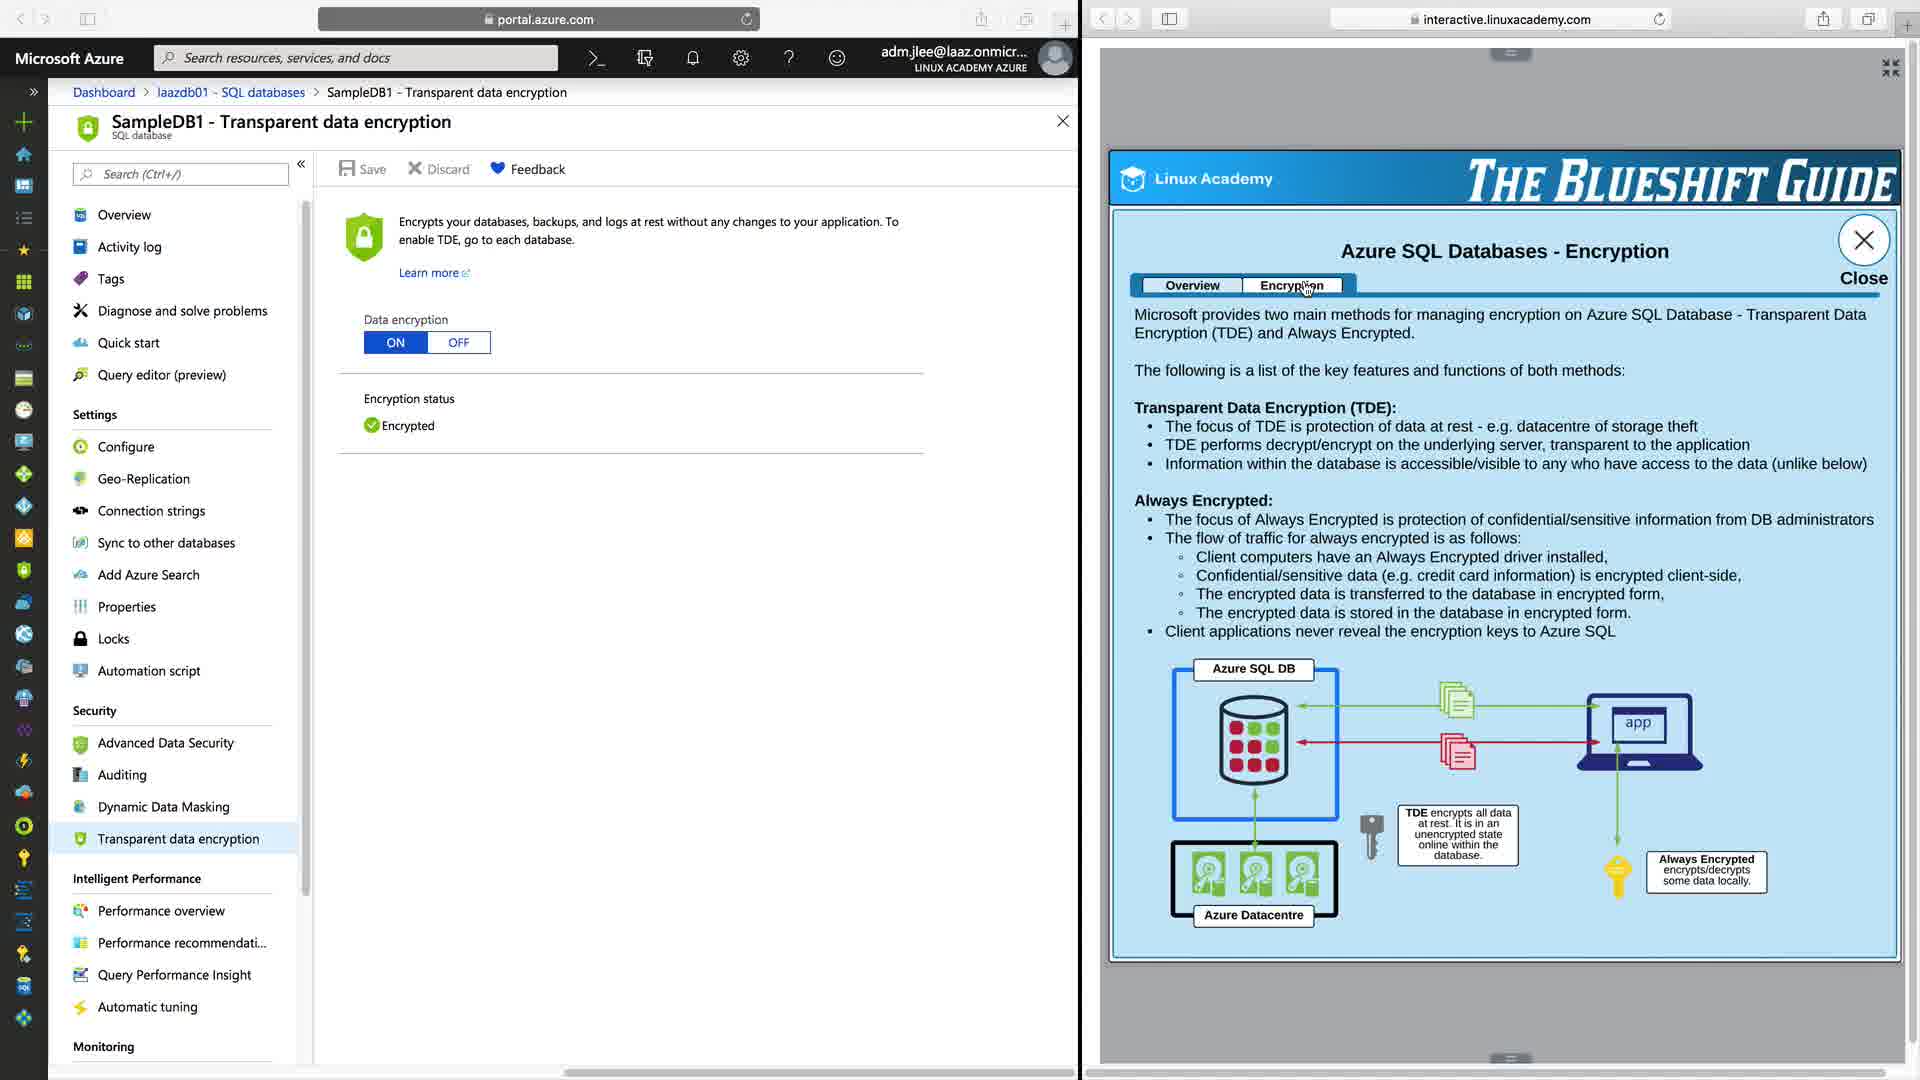 portal.azure.com
Microsoft Azure
Search resources, services, and docs
adm.jlee@laaz.onmicr...
LINUX ACADEMY AZURE
Dashboard > laazdb01 - SQL databases > SampleDB1 - Transparent data encryption
SampleDB1 - Transparent data encryption
SQL database
Search (Ctrl+/)
Overview
Activity log
Tags
Diagnose and solve problems
Quick start
Query editor (preview)
Settings
Configure
Geo-Replication
Connection strings
Sync to other databases
Add Azure Search
Properties
Locks
Automation script
Security
Advanced Data Security
Auditing
Dynamic Data Masking
Transparent data encryption
Intelligent Performance
Performance overview
Performance recommendati...
Query Performance Insight
Automatic tuning
Monitoring
Save
Discard
Feedback
Encrypts your databases, backups, and logs at rest without any changes to your application. To
enable TDE, go to each database.
Learn more
Data encryption
ON OFF
Encryption status
Encrypted
interactive.linuxacademy.com
Linux Academy
THE BLUESHIFT GUIDE
Azure SQL Databases - Encryption
Close
Overview Encryption
Microsoft provides two main methods for managing encryption on Azure SQL Database - Transparent Data
Encryption (TDE) and Always Encrypted.
The following is a list of the key features and functions of both methods:
Transparent Data Encryption (TDE):
• The focus of TDE is protection of data at rest - e.g. datacentre of storage theft
• TDE performs decrypt/encrypt on the underlying server, transparent to the application
• Information within the database is accessible/visible to any who have access to the data (unlike below)
Always Encrypted:
• The focus of Always Encrypted is protection of confidential/sensitive information from DB administrators
• The flow of traffic for always encrypted is as follows:
◦ Client computers have an Always Encrypted driver installed,
◦ Confidential/sensitive data (e.g. credit card information) is encrypted client-side,
◦ The encrypted data is transferred to the database in encrypted form,
◦ The encrypted data is stored in the database in encrypted form.
• Client applications never reveal the encryption keys to Azure SQL
Azure SQL DB
app
TDE encrypts all data
at rest. It is in an
unencrypted state
online within the
database.
Always Encrypted
encrypts/decrypts
some data locally.
Azure Datacentre